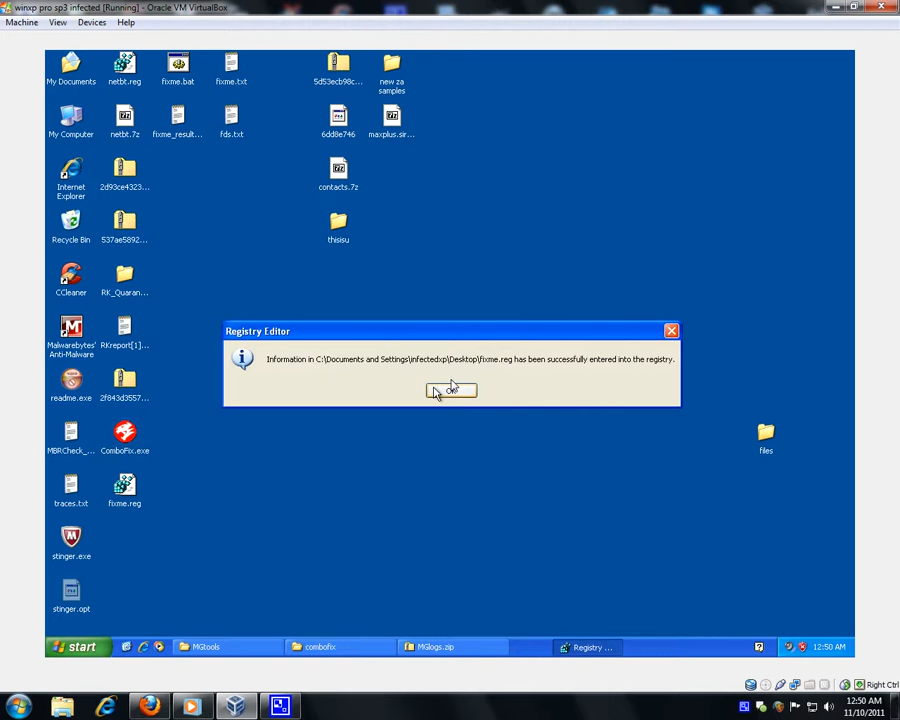 winxp sp3 infected [Running] - Oracle VM VirtualBox
Machine View Devices Help
My Documents
netbt.reg
fixme.bat
fixme.txt
5d53ecb98c...
new za
samples
My Computer
netbt.7z
fixme_result...
fds.txt
6dd8e746
maxplus.sir...
Internet
Explorer
2d93ce4323...
contacts.7z
Recycle Bin
537ae5892...
thisisu
CCleaner
RK_Quaran...
Malwarebytes'
Anti-Malware
RKreport[1]...
Registry Editor
Information in C:\Documents and Settings\infectedxp\Desktop\fixme.reg has been successfully entered into the registry.
OK
readme.exe
2f843d3557...
MBRCheck_...
ComboFix.exe
files
traces.txt
fixme.reg
stinger.exe
stinger.opt
start
MGtools
combofix
MGlogs.zip
Registry ...
12:50 AM
Right Ctrl
12:50 AM
11/10/2011